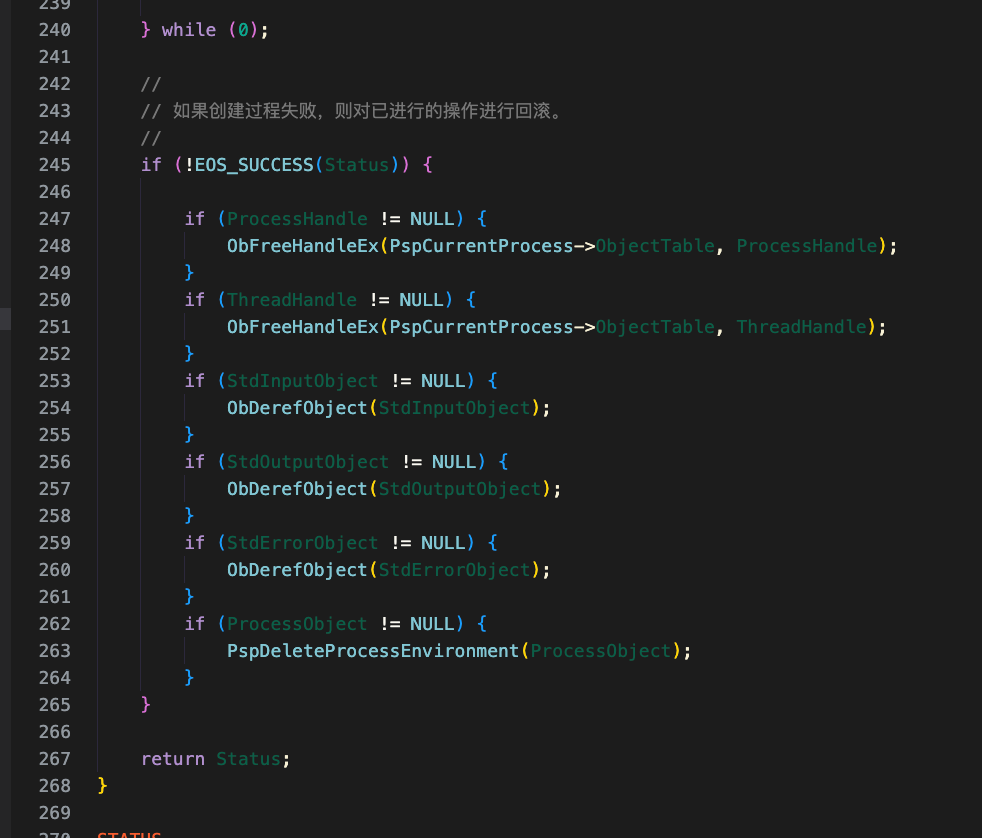 239
240 } while (0);
241
242 //
243 // 如果创建过程失败，则对已进行的操作进行回滚。
244 //
245 if (!EOS_SUCCESS(Status)) {
246
247 if (ProcessHandle != NULL) {
248 ObFreeHandleEx(PspCurrentProcess->ObjectTable, ProcessHandle);
249 }
250 if (ThreadHandle != NULL) {
251 ObFreeHandleEx(PspCurrentProcess->ObjectTable, ThreadHandle);
252 }
253 if (StdInputObject != NULL) {
254 ObDerefObject(StdInputObject);
255 }
256 if (StdOutputObject != NULL) {
257 ObDerefObject(StdOutputObject);
258 }
259 if (StdErrorObject != NULL) {
260 ObDerefObject(StdErrorObject);
261 }
262 if (ProcessObject != NULL) {
263 PspDeleteProcessEnvironment(ProcessObject);
264 }
265 }
266
267 return Status;
268 }
269
270 STATUS